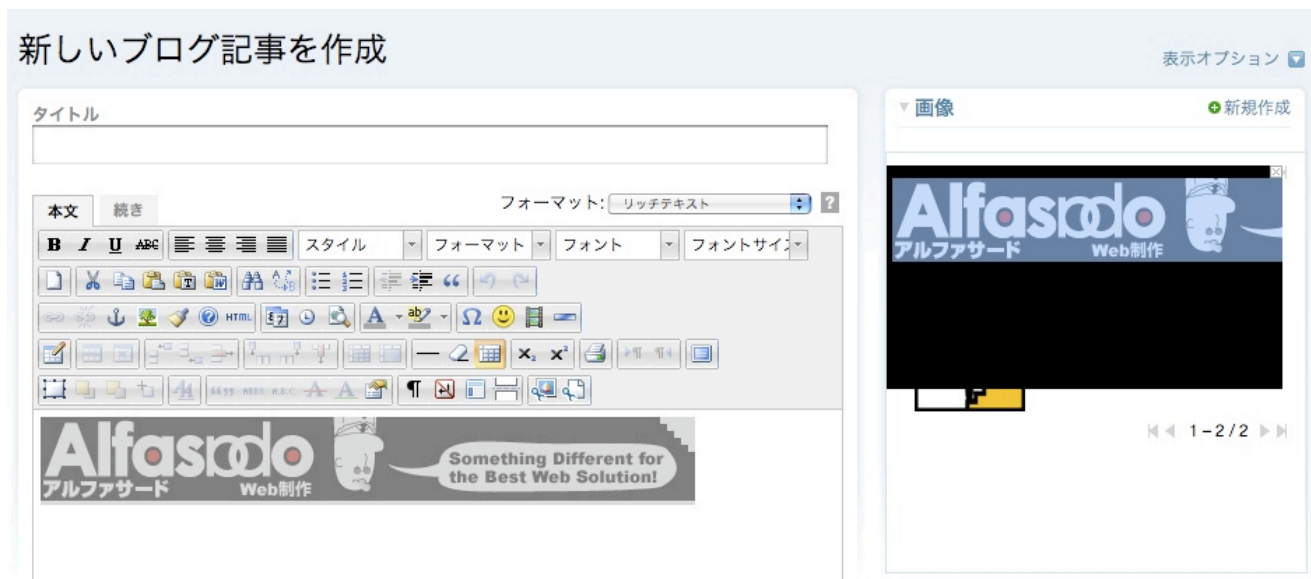 新しいブログ記事を作成
表示オプション
タイトル
本文
続き
フォーマット:
リッチテキスト
?
B I U ABC
スタイル
フォーマット
フォント
フォントサイズ
HTML
Alfasado
アルファサード
Web制作
Something Different for
the Best Web Solution!
画像
新規作成
Alfasado
アルファサード
Web制作
1-2/2